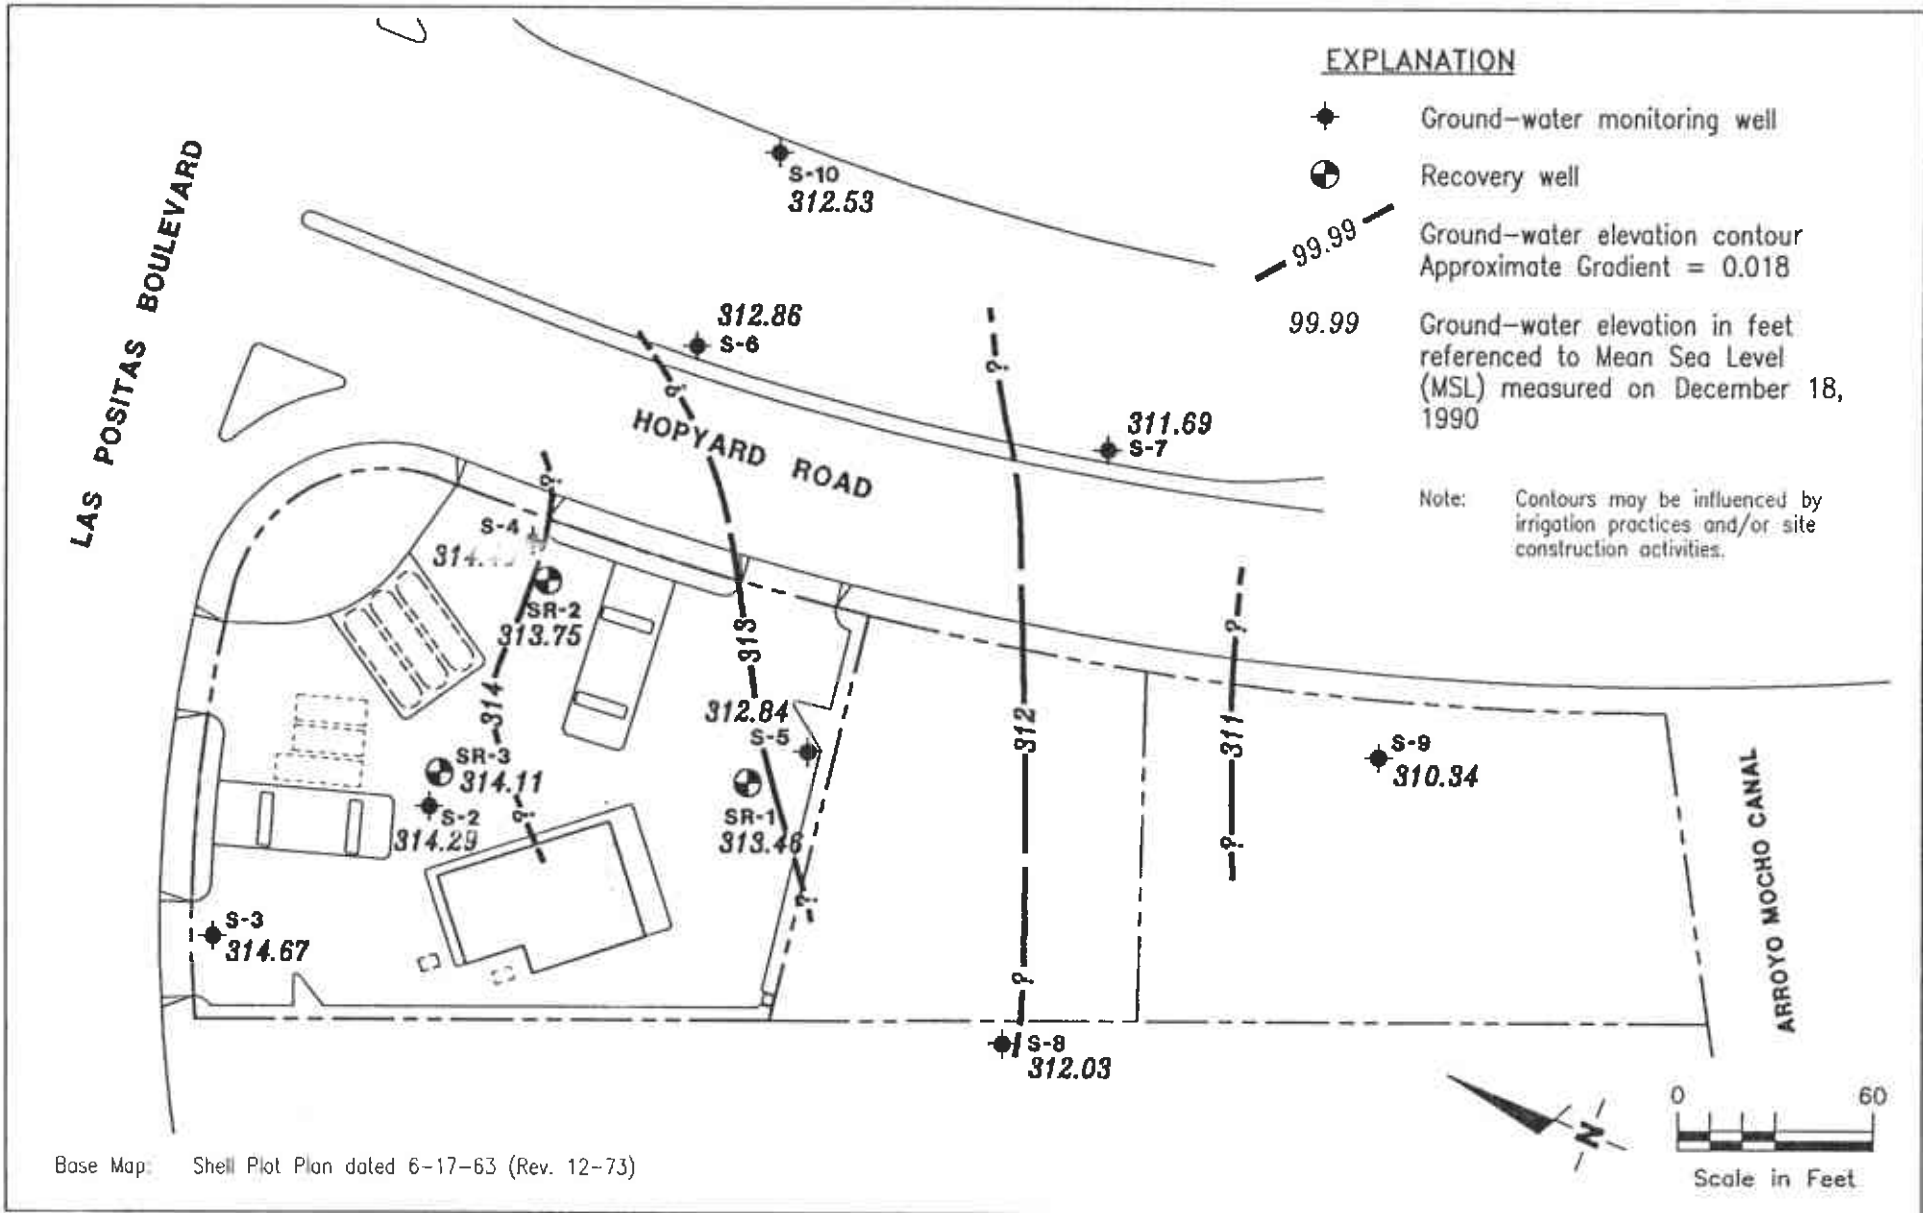 EXPLANATION
Ground-water monitoring well
Recovery well
99.99
Ground-water elevation contour
Approximate Gradient = 0.018
99.99
Ground-water elevation in feet
referenced to Mean Sea Level
(MSL) measured on December 18,
1990
Note: Contours may be influenced by
irrigation practices and/or site
construction activities.
LAS POSITAS BOULEVARD
HOPYARD ROAD
ARROYO MOCHO CANAL
S-10
312.53
312.86
S-6
?
?
311.69
S-7
?
S-4
SR-2
313.75
313
?
314
312.84
S-5
312
311
S-9
310.34
SR-3
314.11
S-2
314.29
?
SR-1
313.46
?
?
S-3
314.67
?
S-8
312.03
N
0 60
Scale in Feet
Base Map: Shell Plot Plan dated 6-17-63 (Rev. 12-73)